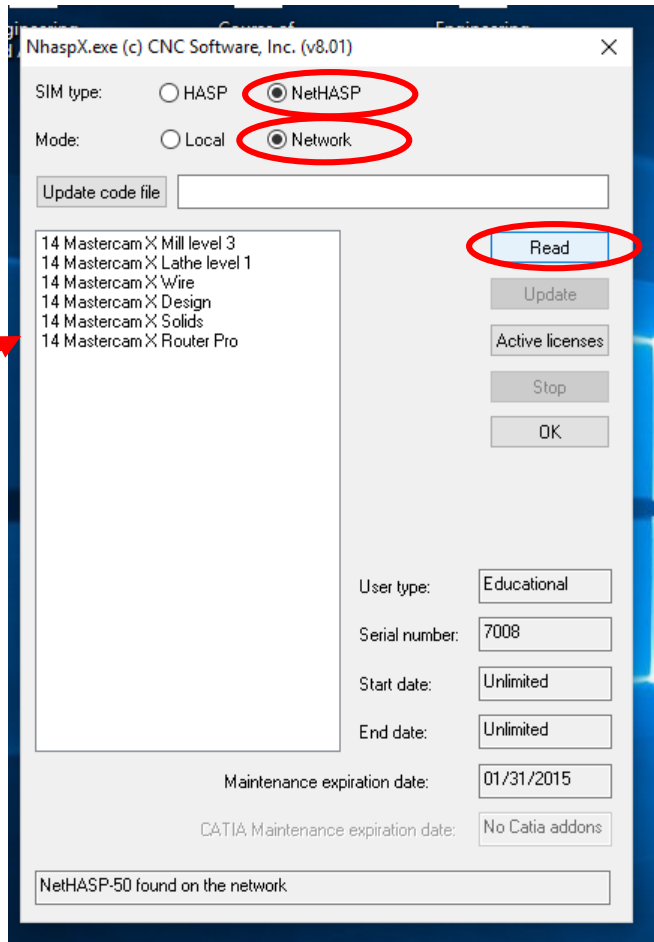 NhaspX.exe (c) CNC Software, Inc. (v8.01)
SIM type: HASP NetHASP
Mode: Local Network
Update code file
14 Mastercam X Mill level 3
14 Mastercam X Lathe level 1
14 Mastercam X Wire
14 Mastercam X Design
14 Mastercam X Solids
14 Mastercam X Router Pro
Read
Update
Active licenses
Stop
OK
User type: Educational
Serial number: 7008
Start date: Unlimited
End date: Unlimited
Maintenance expiration date: 01/31/2015
CATIA Maintenance expiration date: No Catia addons
NetHASP-50 found on the network